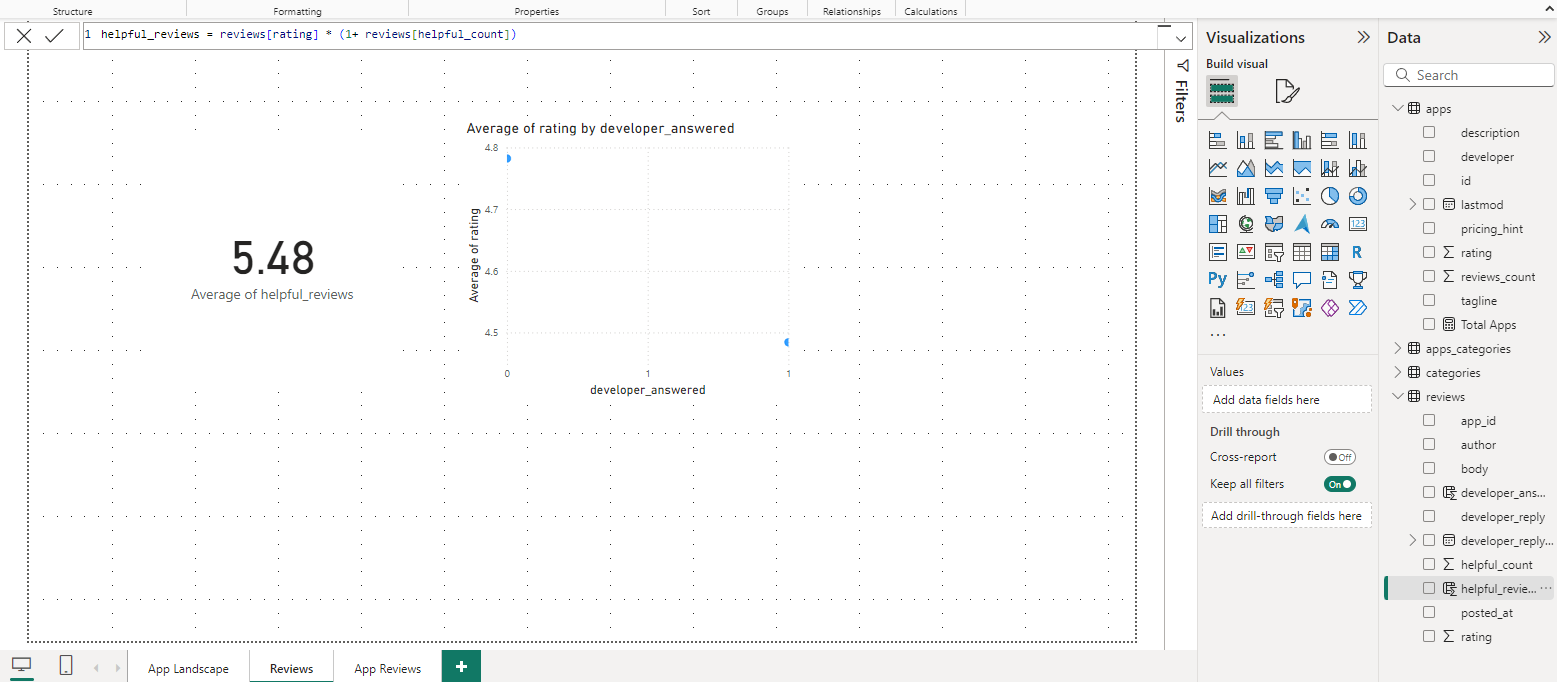 Structure Formatting Properties Sort Groups Relationships Calculations
1 helpful_reviews = reviews[rating] * (1+ reviews[helpful_count])
5.48
Average of helpful_reviews
Average of rating by developer_answered
Average of rating
4.8
4.7
4.6
4.5
0 1 1
developer_answered
Filters
Visualizations
Build visual
123
R
Py
123
...
Values
Add data fields here
Drill through
Cross-report Off
Keep all filters On
Add drill-through fields here
Data
Search
apps
description
developer
id
lastmod
pricing_hint
rating
reviews_count
tagline
Total Apps
apps_categories
categories
reviews
app_id
author
body
developer_ans...
developer_reply
developer_reply...
helpful_count
helpful_revie... ...
posted_at
rating
App Landscape Reviews App Reviews +